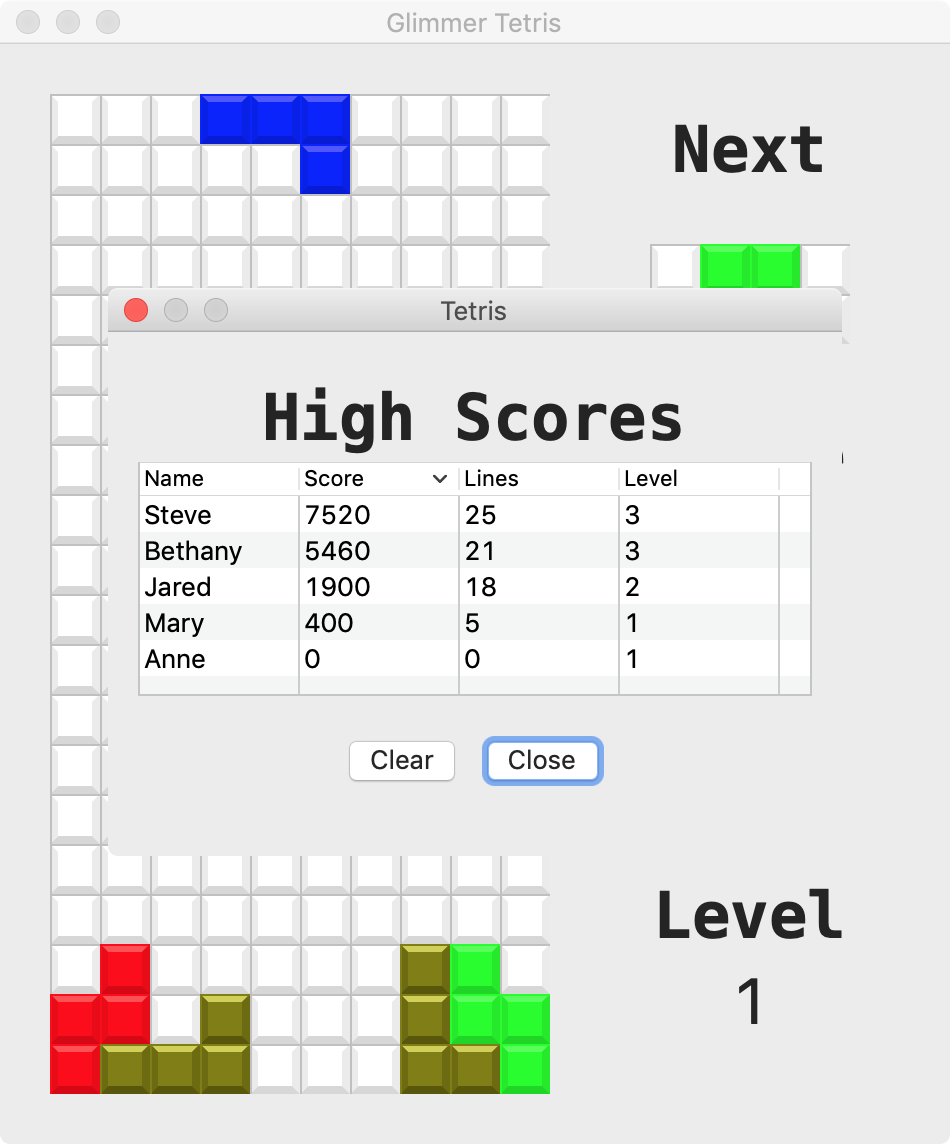 Glimmer Tetris
Next
Tetris
High Scores
Name Score Lines Level
Steve 7520 25 3
Bethany 5460 21 3
Jared 1900 18 2
Mary 400 5 1
Anne 0 0 1
Clear Close
Level
1